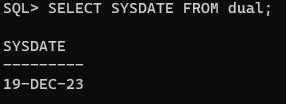 SQL> SELECT SYSDATE FROM dual;
SYSDATE
---------
19-DEC-23